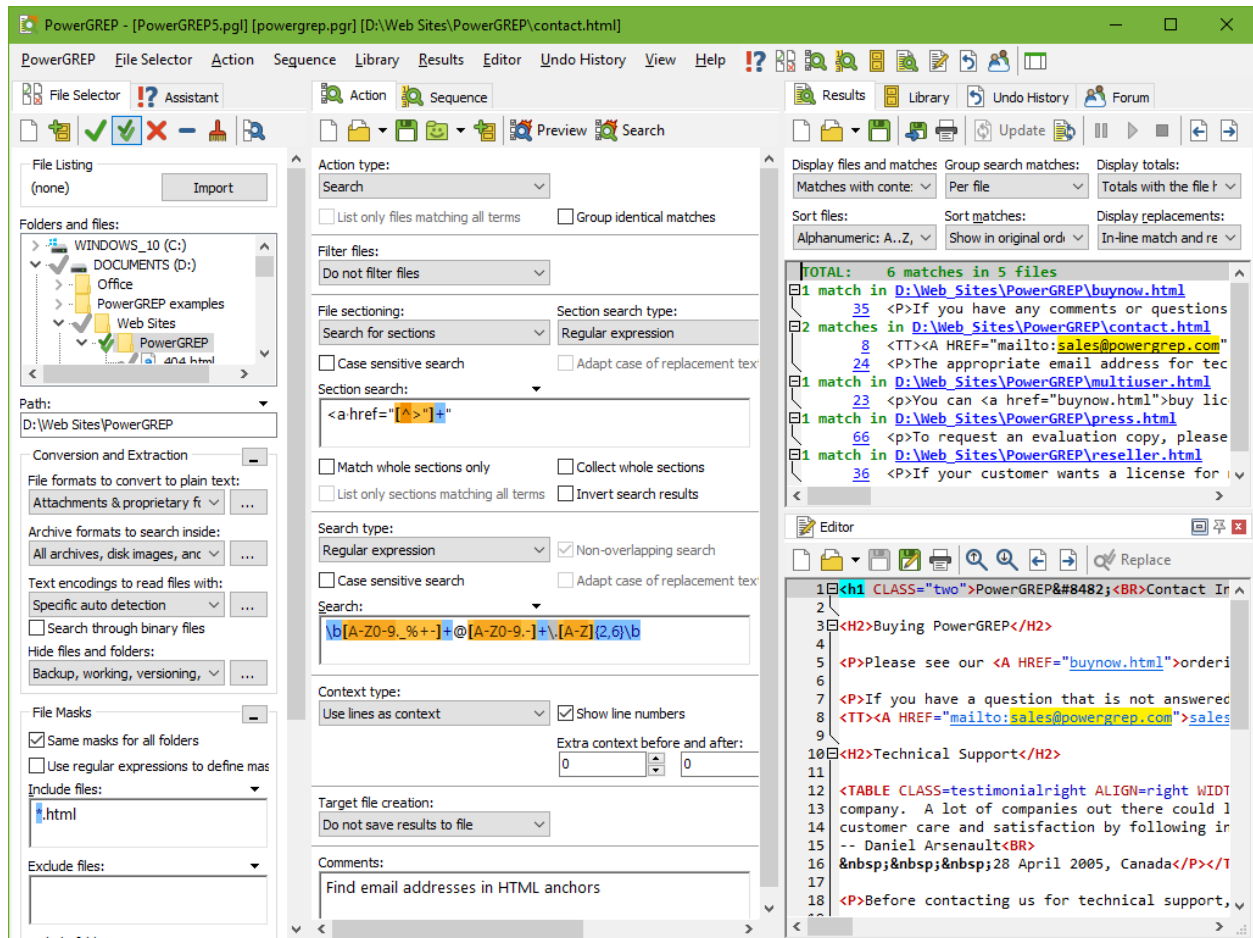 PowerGREP - [PowerGREP5.pgl] [powergrep.pgr] [D:\Web Sites\PowerGREP\contact.html]
PowerGREP File Selector Action Sequence Library Results Editor Undo History View Help
File Selector Assistant
File Listing
(none) Import
Folders and files:
WINDOWS_10 (C:)
DOCUMENTS (D:)
Office
PowerGREP examples
Web Sites
PowerGREP
404.html
Path:
D:\Web Sites\PowerGREP
Conversion and Extraction
File formats to convert to plain text:
Attachments & proprietary fo ...
Archive formats to search inside:
All archives, disk images, and ...
Text encodings to read files with:
Specific auto detection ...
Search through binary files
Hide files and folders:
Backup, working, versioning, ...
File Masks
Same masks for all folders
Use regular expressions to define mas
Include files:
*.html
Exclude files:
Action Sequence
Preview Search
Action type:
Search
List only files matching all terms Group identical matches
Filter files:
Do not filter files
File sectioning: Section search type:
Search for sections Regular expression
Case sensitive search Adapt case of replacement text
Section search:
<a·href="[^>"]+"
Match whole sections only Collect whole sections
List only sections matching all terms Invert search results
Search type:
Regular expression Non-overlapping search
Case sensitive search Adapt case of replacement text
Search:
\b[A-Z0-9._%+-]+@[A-Z0-9.-]+\.[A-Z]{2,6}\b
Context type:
Use lines as context Show line numbers
Extra context before and after:
0 0
Target file creation:
Do not save results to file
Comments:
Find email addresses in HTML anchors
Results Library Undo History Forum
Update
Display files and matches Group search matches: Display totals:
Matches with conte: Per file Totals with the file h
Sort files: Sort matches: Display replacements:
Alphanumeric: A..Z, Show in original orde In-line match and re
TOTAL: 6 matches in 5 files
1 match in D:\Web_Sites\PowerGREP\buynow.html
35 <P>If you have any comments or questions
2 matches in D:\Web_Sites\PowerGREP\contact.html
8 <TT><A HREF="mailto:sales@powergrep.com"
24 <P>The appropriate email address for tec
1 match in D:\Web_Sites\PowerGREP\multiuser.html
23 <p>You can <a href="buynow.html">buy lic
1 match in D:\Web_Sites\PowerGREP\press.html
66 <p>To request an evaluation copy, please
1 match in D:\Web_Sites\PowerGREP\reseller.html
36 <P>If your customer wants a license for
Editor
Replace
1 <h1 CLASS="two">PowerGREP&#8482;<BR>Contact In
2
3 <H2>Buying PowerGREP</H2>
4
5 <P>Please see our <A HREF="buynow.html">orderi
6
7 <P>If you have a question that is not answered
8 <TT><A HREF="mailto:sales@powergrep.com">sales
9
10 <H2>Technical Support</H2>
11
12 <TABLE CLASS=testimonialright ALIGN=right WIDT
13 company. A lot of companies out there could l
14 customer care and satisfaction by following in
15 -- Daniel Arsenault<BR>
16 &nbsp;&nbsp;&nbsp;28 April 2005, Canada</P></T
17
18 <P>Before contacting us for technical support,